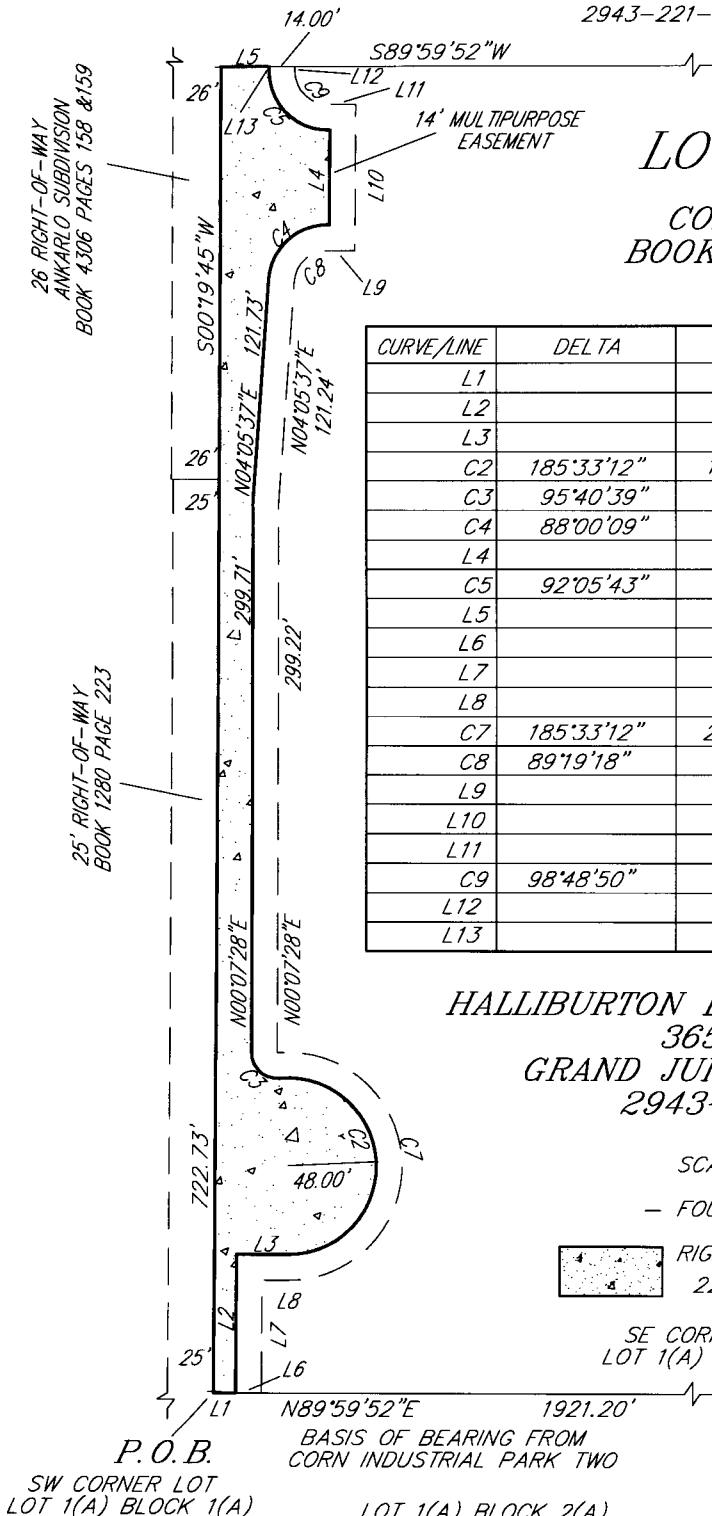 2943-221-
14.00'
S89°59'52"W
L5
L12
C9
L11
26'
L13
C5
14' MULTIPURPOSE
EASEMENT
L4
L10
26 RIGHT-OF-WAY
ANKARLO SUBDIVISION
BOOK 4306 PAGES 158 &159
LO
CO
BOOK
S00°19'45"W
C4
C8
L9
121.73'
N04°05'37"E
N04°05'37"E
121.24'
26'
25'
299.71'
299.22'
CURVE/LINE DELTA
L1
L2
L3
C2 185°33'12" 1
C3 95°40'39"
C4 88°00'09"
L4
C5 92°05'43"
L5
L6
L7
L8
C7 185°33'12" 2
C8 89°19'18"
L9
L10
L11
C9 98°48'50"
L12
L13
25' RIGHT-OF-WAY
BOOK 1280 PAGE 223
N00°07'28"E
N00°07'28"E
HALLIBURTON
365
GRAND JU
2943-
C3
C2
C7
48.00'
722.73'
SCA
- FOU
RIG
22
L3
L8
L2
L7
25'
L6
SE CORN
LOT 1(A)
L1
N89°59'52"E 1921.20'
P.O.B.
BASIS OF BEARING FROM
CORN INDUSTRIAL PARK TWO
SW CORNER LOT
LOT 1(A) BLOCK 1(A)
LOT 1(A) BLOCK 2(A)